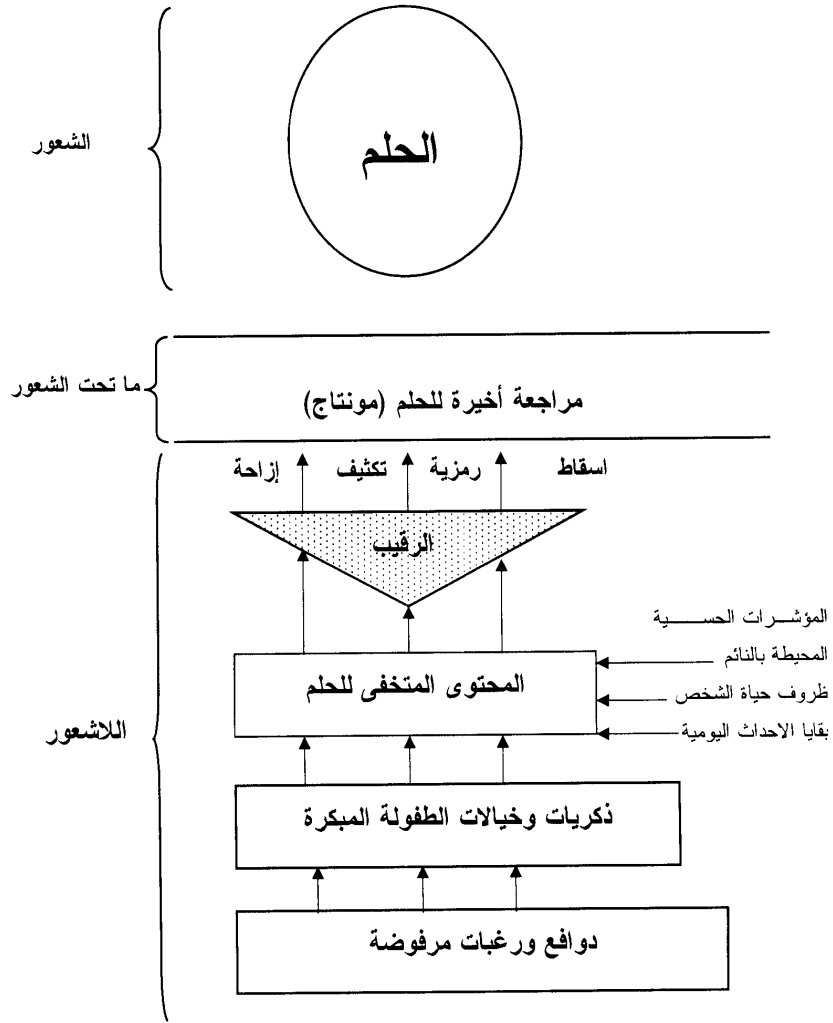 الحلم
الشعور
ما تحت الشعور
مراجعة أخيرة للحلم (مونتاج)
اسقاط
رمزية
تكثيف
إزاحة
الرقيب
المؤشرات الحسية
المحيطة بالنائم
ظروف حياة الشخص
بقايا الاحداث اليومية
المحتوى المتخفى للحلم
اللاشعور
ذكريات وخيالات الطفولة المبكرة
دوافع ورغبات مرفوضة